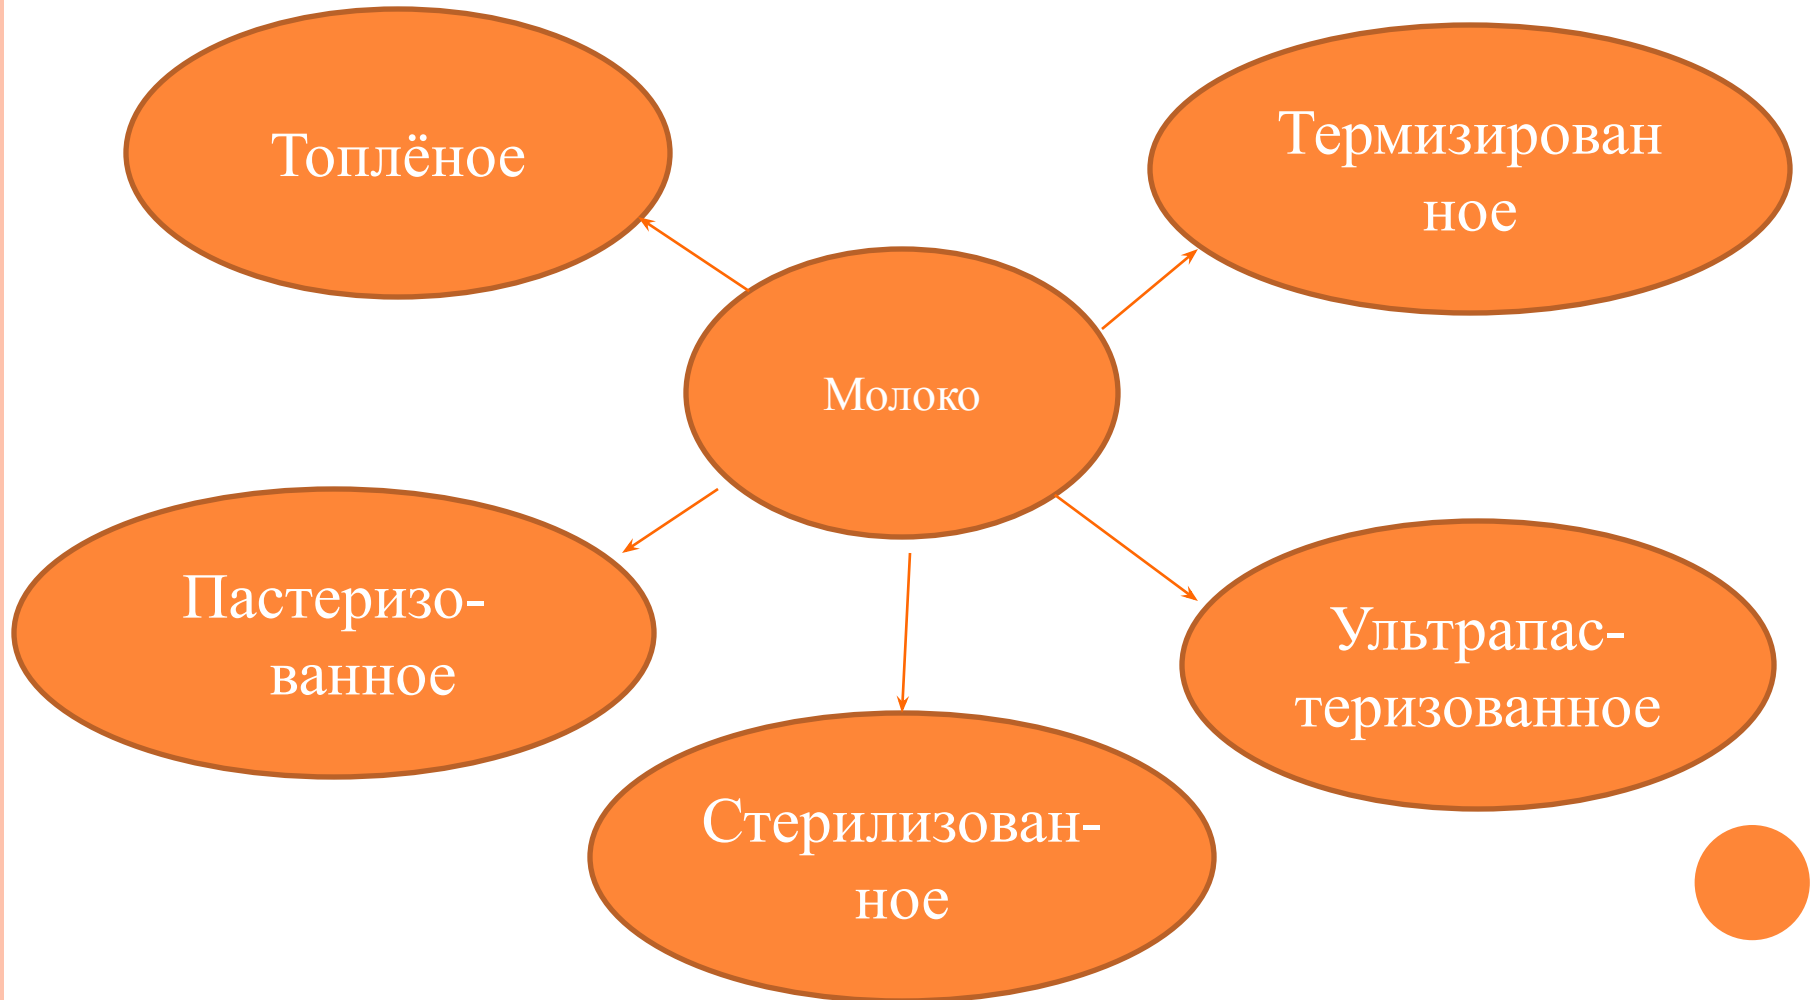 Топлёное
Термизирован
ное
Молоко
Пастеризо-
ванное
Ультрапас-
теризованное
Стерилизован-
ное